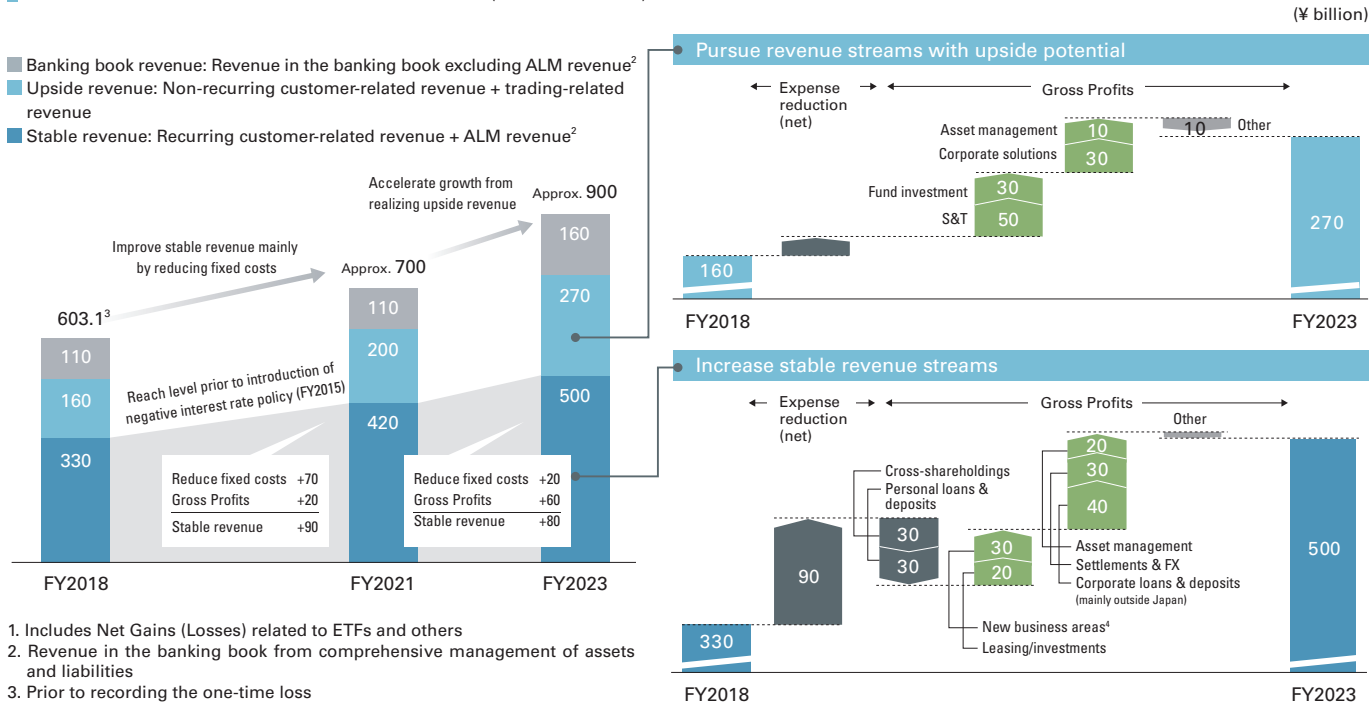 (¥ billion)
Banking book revenue: Revenue in the banking book excluding ALM revenue2
Upside revenue: Non-recurring customer-related revenue + trading-related
revenue
Stable revenue: Recurring customer-related revenue + ALM revenue2
Improve stable revenue mainly
by reducing fixed costs
Accelerate growth from
realizing upside revenue
603.13
Approx. 700
Approx. 900
110
160
330
110
200
420
160
270
500
Reach level prior to introduction of
negative interest rate policy (FY2015)
Reduce fixed costs +70
Gross Profits +20
Stable revenue +90
Reduce fixed costs +20
Gross Profits +60
Stable revenue +80
FY2018
FY2021
FY2023
1. Includes Net Gains (Losses) related to ETFs and others
2. Revenue in the banking book from comprehensive management of assets
and liabilities
3. Prior to recording the one-time loss
Pursue revenue streams with upside potential
Expense
reduction
(net)
Gross Profits
Asset management
10
Corporate solutions
30
10
Other
Fund investment
30
S&T
50
160
270
FY2018
FY2023
Increase stable revenue streams
Expense
reduction
(net)
Gross Profits
Other
Cross-shareholdings
Personal loans &
deposits
90
30
30
30
20
20
30
40
Asset management
Settlements & FX
Corporate loans & deposits
(mainly outside Japan)
New business areas4
Leasing/investments
330
500
FY2018
FY2023